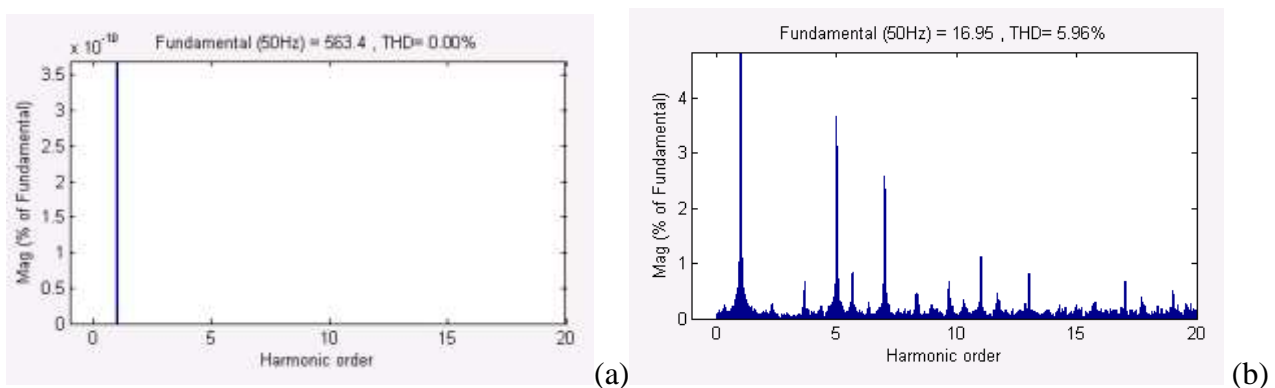 x 10^-19
Fundamental (50Hz) = 563.4 , THD= 0.00%
3.5
3
2.5
2
1.5
1
0.5
0
Mag (% of Fundamental)
0 5 10 15 20
Harmonic order
(a)
Fundamental (50Hz) = 16.95 , THD= 5.96%
4
3
2
1
0
Mag (% of Fundamental)
0 5 10 15 20
Harmonic order
(b)